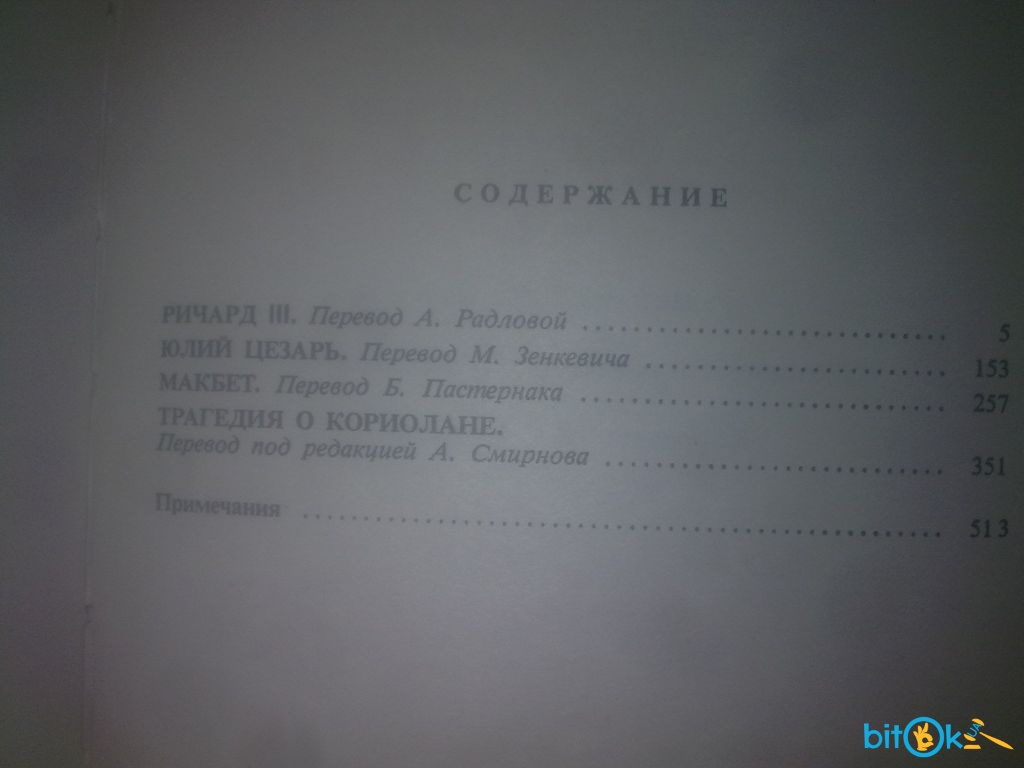 СОДЕРЖАНИЕ
РИЧАРД III. Перевод А. Радловой .......... 5
ЮЛИЙ ЦЕЗАРЬ. Перевод М. Зенкевича .......... 153
МАКБЕТ. Перевод Б. Пастернака .......... 257
ТРАГЕДИЯ О КОРИОЛАНЕ.
Перевод под редакцией А. Смирнова .......... 351
Примечания .......... 513
bitOk UA